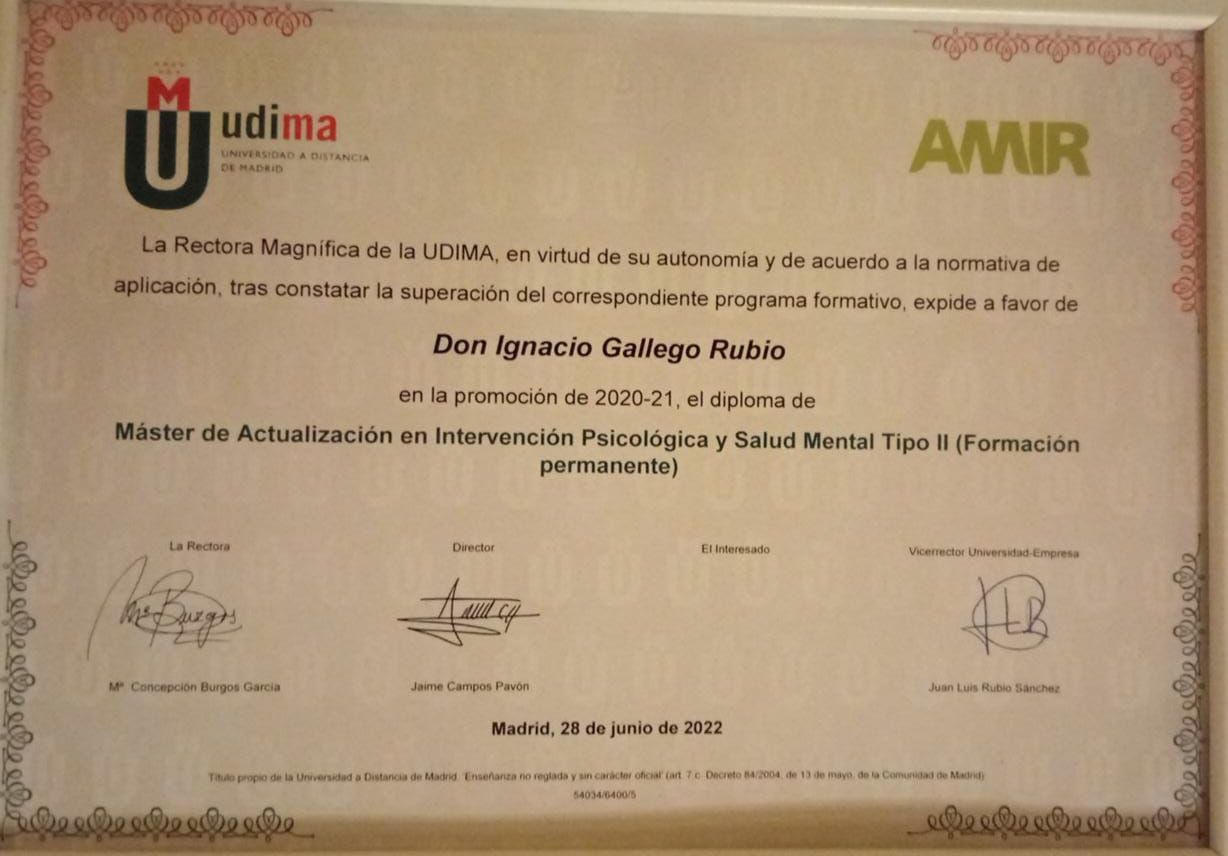 udima
UNIVERSIDAD A DISTANCIA
DE MADRID
AMIR
La Rectora Magnífica de la UDIMA, en virtud de su autonomía y de acuerdo a la normativa de
aplicación, tras constatar la superación del correspondiente programa formativo, expide a favor de
Don Ignacio Gallego Rubio
en la promoción de 2020-21, el diploma de
Máster de Actualización en Intervención Psicológica y Salud Mental Tipo II (Formación
permanente)
La Rectora Director El Interesado Vicerrector Universidad-Empresa
Mª Burgos
Mª Concepción Burgos García Jaime Campos Pavón Juan Luis Rubio Sánchez
Madrid, 28 de junio de 2022
Título propio de la Universidad a Distancia de Madrid. 'Enseñanza no reglada y sin carácter oficial' (art. 7.c. Decreto 84/2004, de 13 de mayo, de la Comunidad de Madrid)
54034/6400/5